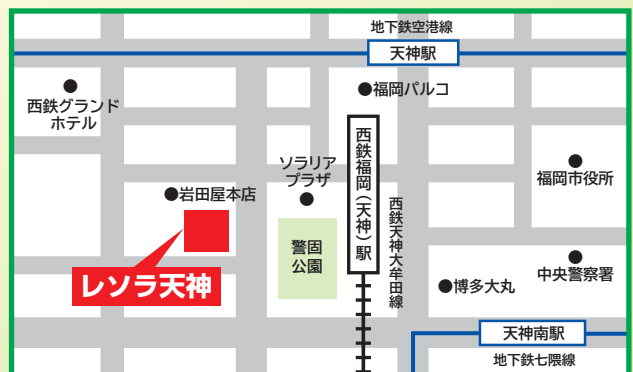 地下鉄空港線
天神駅
●福岡パルコ
西鉄グランド
ホテル
西鉄福岡(天神)駅
ソラリア
プラザ
福岡市役所
●岩田屋本店
西鉄天神大牟田線
警固
公園
レソラ天神
中央警察署
●博多大丸
天神南駅
地下鉄七隈線